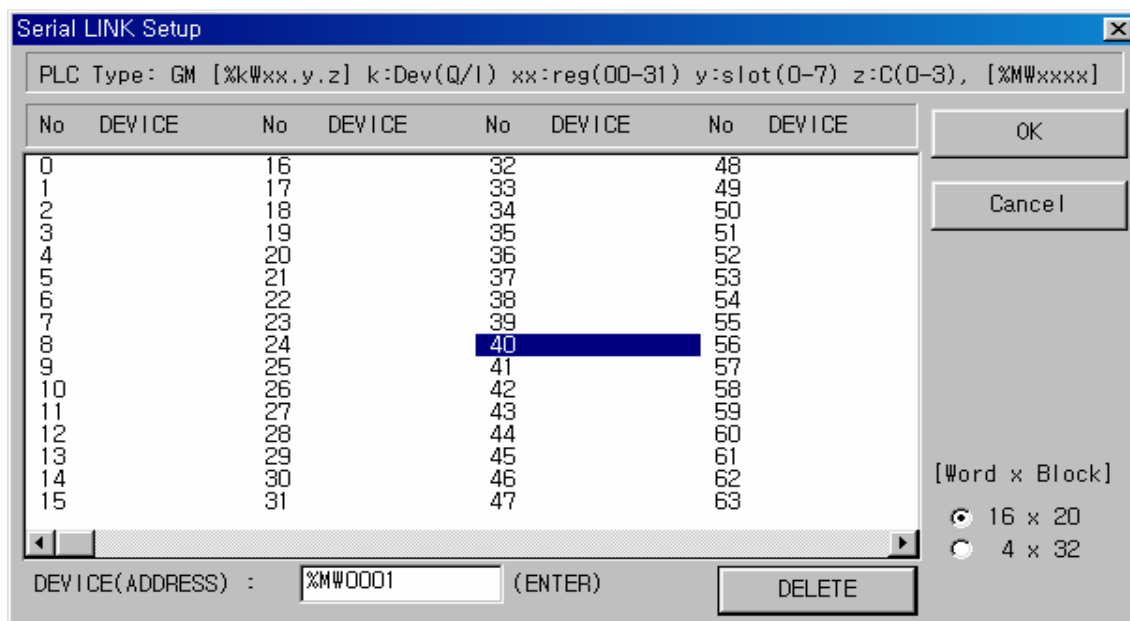 Serial LINK Setup
PLC Type: GM [%kWxx.y.z] k:Dev(Q/I) xx:reg(00-31) y:slot(0-7) z:C(0-3), [%MWxxxx]
No DEVICE No DEVICE No DEVICE No DEVICE
OK
0 16 32 48
1 17 33 49
2 18 34 50
Cancel
3 19 35 51
4 20 36 52
5 21 37 53
6 22 38 54
7 23 39 55
8 24 40 56
9 25 41 57
10 26 42 58
11 27 43 59
12 28 44 60
13 29 45 61
14 30 46 62
15 31 47 63
[Word x Block]
16 x 20
4 x 32
DEVICE(ADDRESS) : %MW0001 (ENTER) DELETE